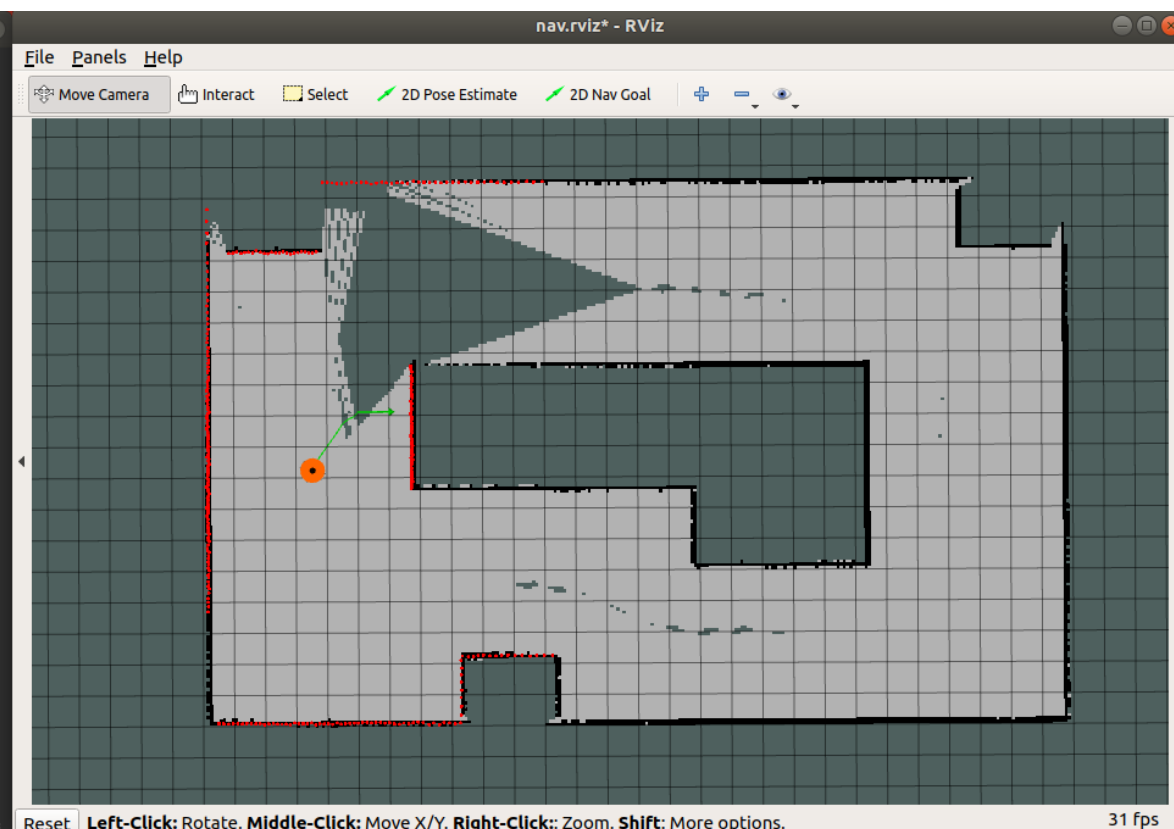 nav.rviz* - RViz
File Panels Help
Move Camera Interact Select 2D Pose Estimate 2D Nav Goal
Reset Left-Click: Rotate. Middle-Click: Move X/Y. Right-Click:: Zoom. Shift: More options. 31 fps